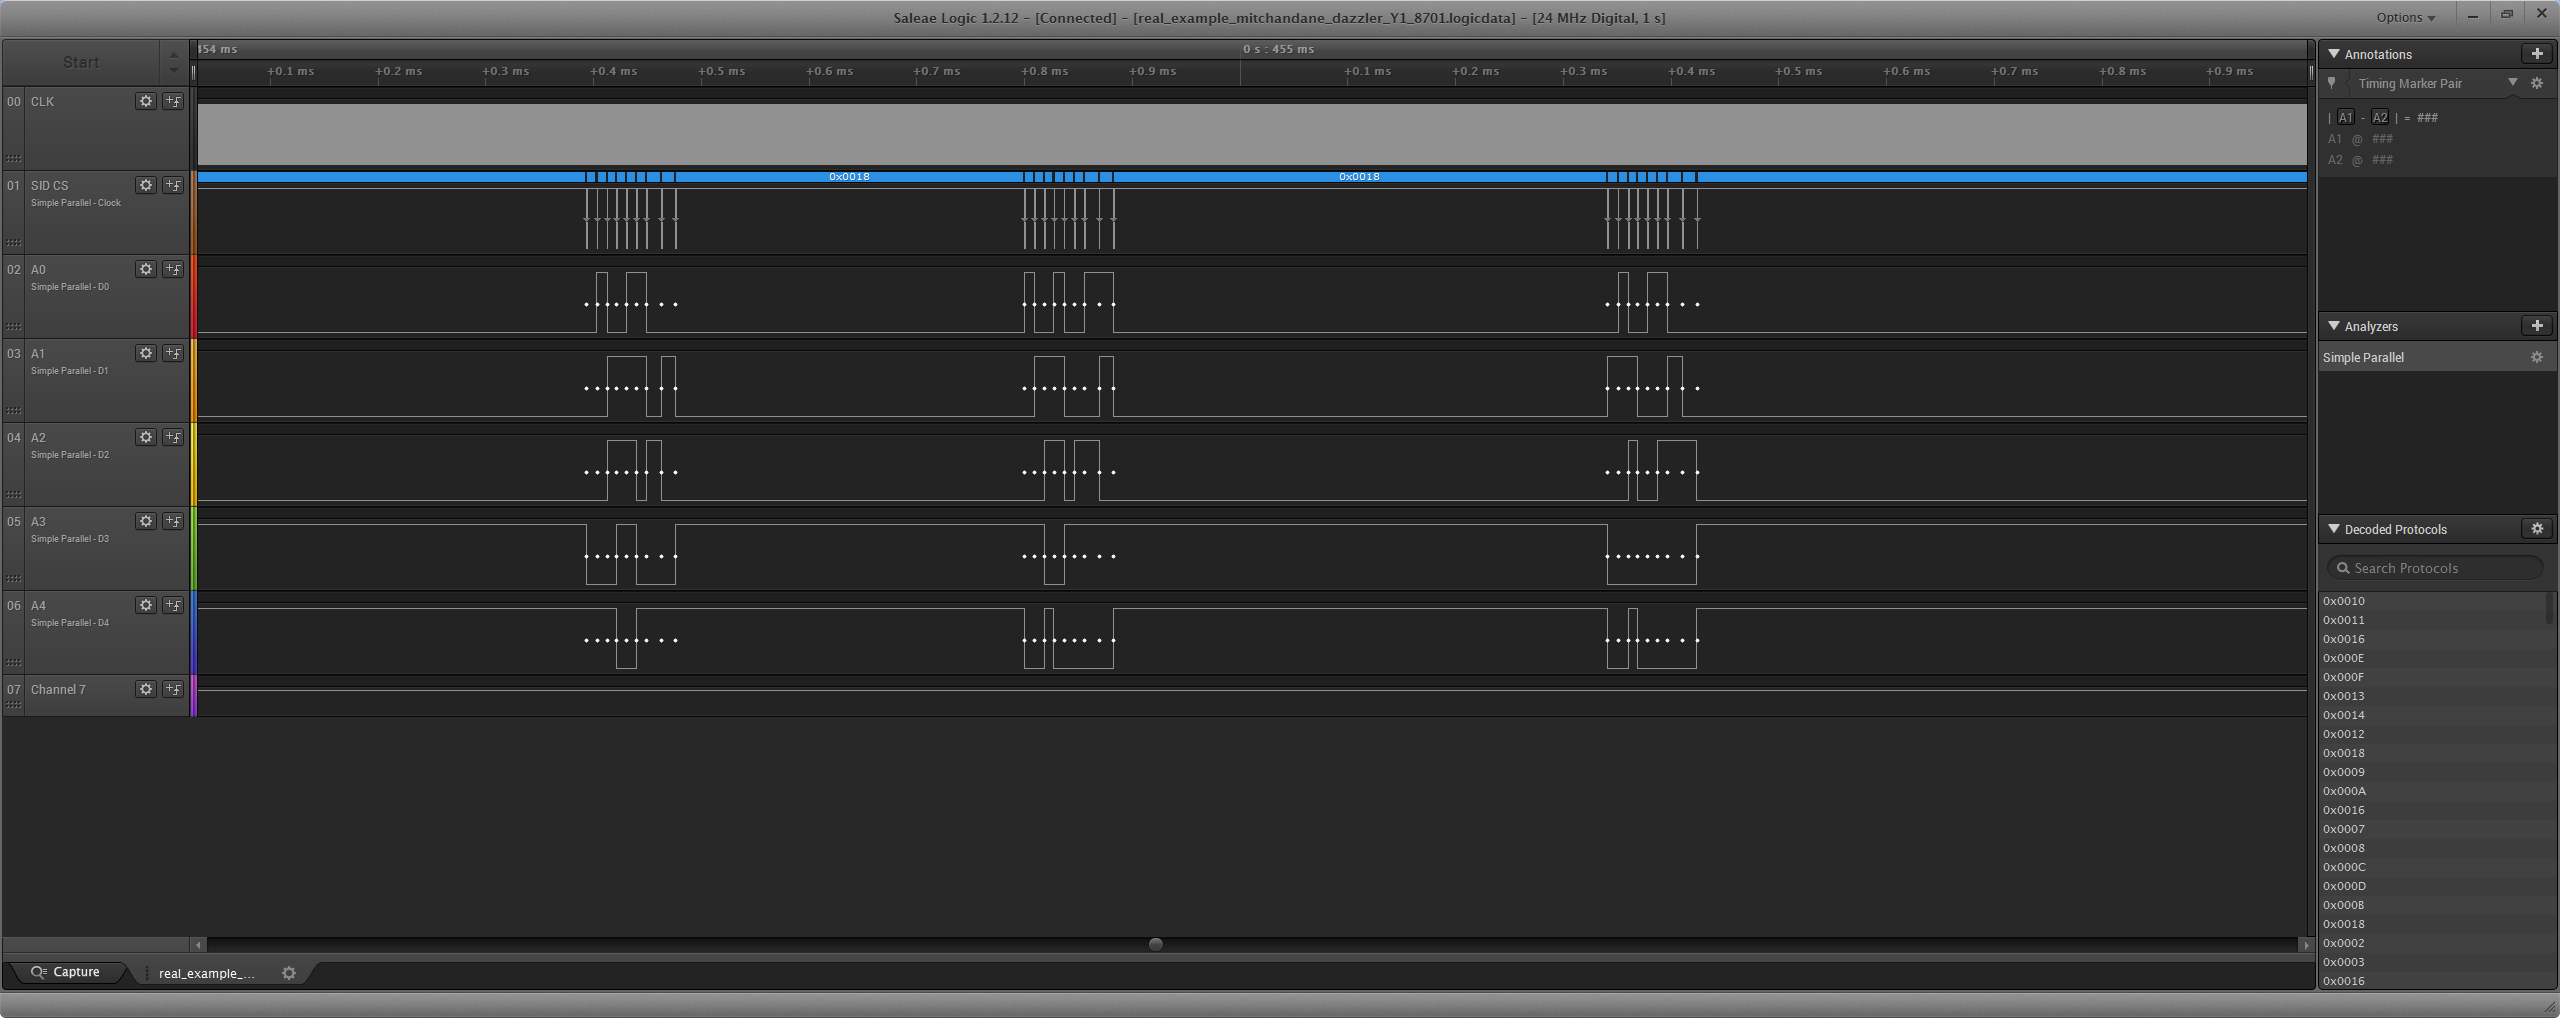 Saleae Logic 1.2.12 - [Connected] - [real_example_mitchandane_dazzler_Y1_8701.logicdata] - [24 MHz Digital, 1 s]
Options
Start
454 ms
0 s : 455 ms
+0.1 ms +0.2 ms +0.3 ms +0.4 ms +0.5 ms +0.6 ms +0.7 ms +0.8 ms +0.9 ms +0.1 ms +0.2 ms +0.3 ms +0.4 ms +0.5 ms +0.6 ms +0.7 ms +0.8 ms +0.9 ms
00 CLK
01 SID CS
Simple Parallel - Clock
0x0018 0x0018
02 A0
Simple Parallel - D0
03 A1
Simple Parallel - D1
04 A2
Simple Parallel - D2
05 A3
Simple Parallel - D3
06 A4
Simple Parallel - D4
07 Channel 7
Capture
real_example_...
Annotations
Timing Marker Pair
| A1 - A2 | = ###
A1 @ ###
A2 @ ###
Analyzers
Simple Parallel
Decoded Protocols
Search Protocols
0x0010
0x0011
0x0016
0x000E
0x000F
0x0013
0x0014
0x0012
0x0018
0x0009
0x000A
0x0016
0x0007
0x0008
0x000C
0x000D
0x000B
0x0018
0x0002
0x0003
0x0016